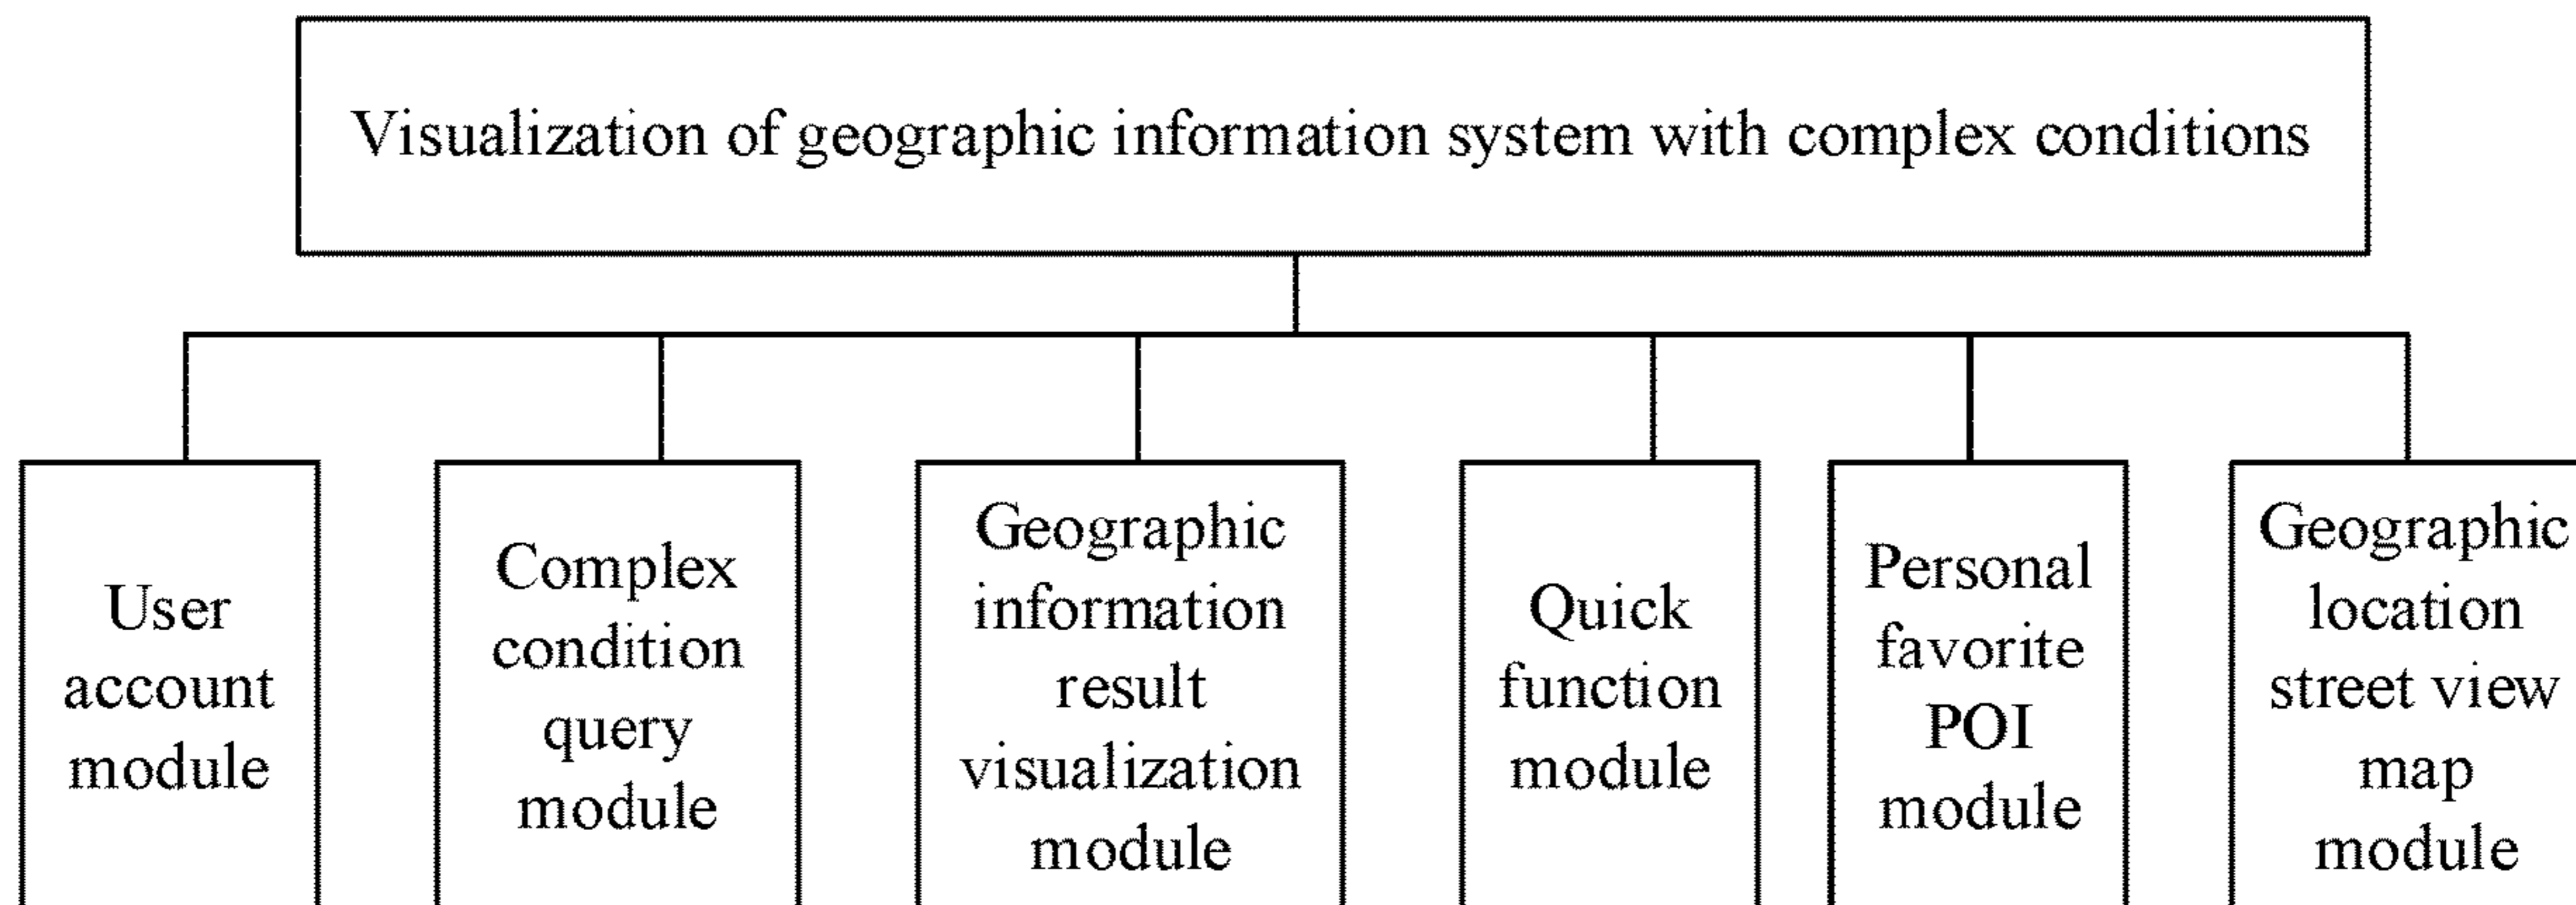 Visualization of geographic information system with complex conditions
User
account
module
Complex
condition
query
module
Geographic
information
result
visualization
module
Quick
function
module
Personal
favorite
POI
module
Geographic
location
street view
map
module